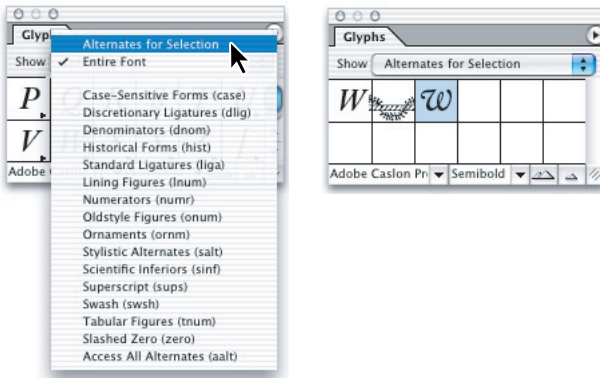 Glyp
Show
Alternates for Selection
✓ Entire Font
Case-Sensitive Forms (case)
Discretionary Ligatures (dlig)
Denominators (dnom)
Historical Forms (hist)
Standard Ligatures (liga)
Lining Figures (lnum)
Numerators (numr)
Oldstyle Figures (onum)
Ornaments (ornm)
Stylistic Alternates (salt)
Scientific Inferiors (sinf)
Superscript (sups)
Swash (swsh)
Tabular Figures (tnum)
Slashed Zero (zero)
Access All Alternates (aalt)
P
V
Adobe
Glyphs
Show Alternates for Selection
W W
Adobe Caslon Pr Semibold